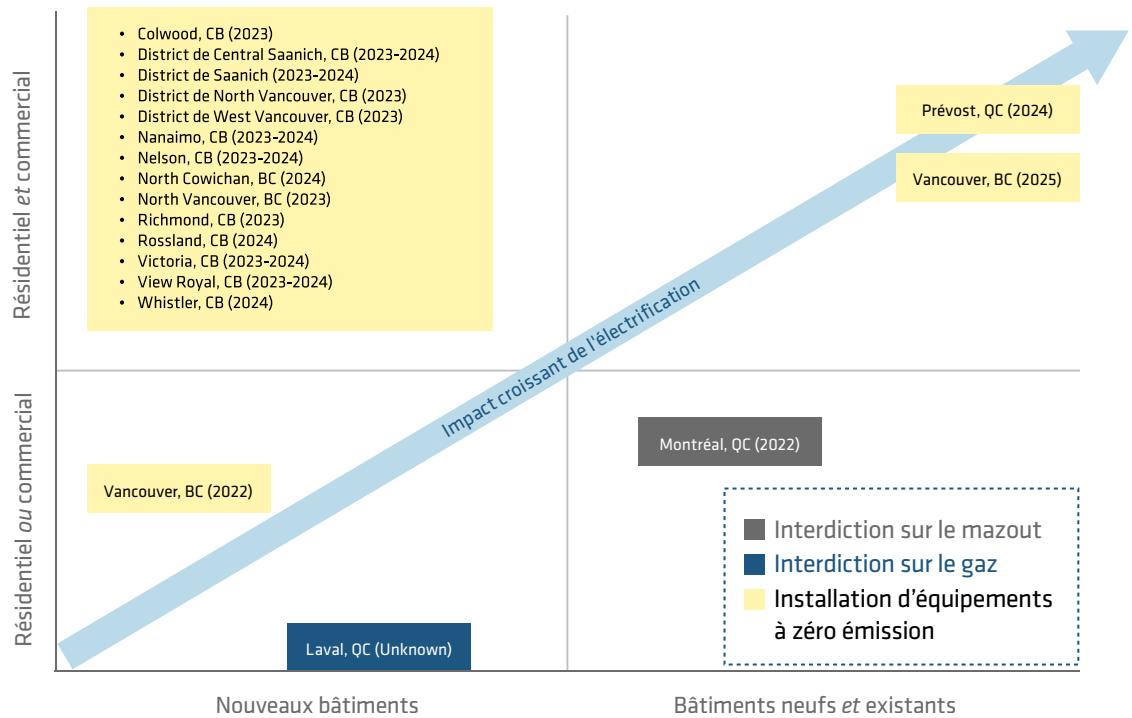 Résidentiel et commercial
• Colwood, CB (2023)
• District de Central Saanich, CB (2023-2024)
• District de Saanich (2023-2024)
• District de North Vancouver, CB (2023)
• District de West Vancouver, CB (2023)
• Nanaimo, CB (2023-2024)
• Nelson, CB (2023-2024)
• North Cowichan, BC (2024)
• North Vancouver, BC (2023)
• Richmond, CB (2023)
• Rossland, CB (2024)
• Victoria, CB (2023-2024)
• View Royal, CB (2023-2024)
• Whistler, CB (2024)
Prévost, QC (2024)
Vancouver, BC (2025)
Impact croissant de l'électrification
Résidentiel ou commercial
Vancouver, BC (2022)
Laval, QC (Unknown)
Montréal, QC (2022)
Interdiction sur le mazout
Interdiction sur le gaz
Installation d’équipements
à zéro émission
Nouveaux bâtiments
Bâtiments neufs et existants